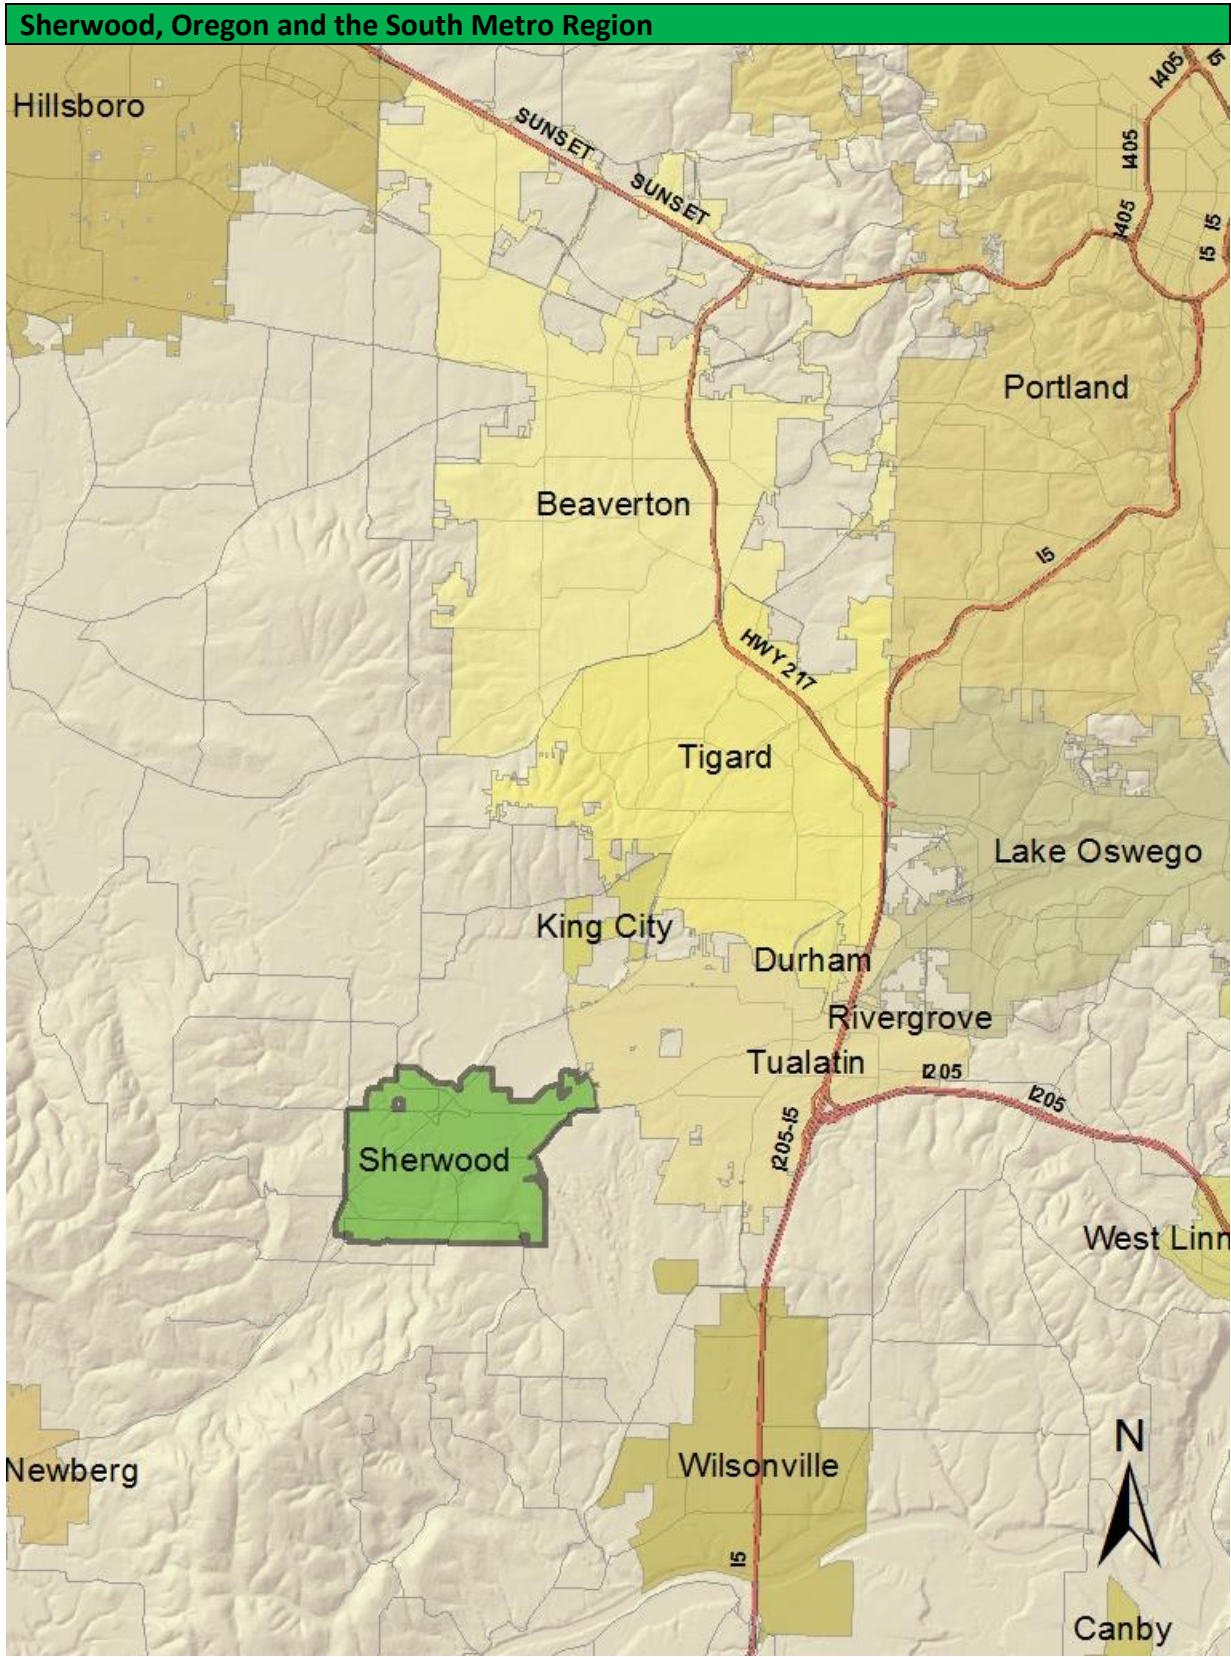 Sherwood, Oregon and the South Metro Region
Hillsboro
SUNSET
SUNSET
I405
I5
I405
I405
I5
I5
Portland
Beaverton
I5
HWY 217
Tigard
Lake Oswego
King City
Durham
Rivergrove
Tualatin
I205
I205
I205-I5
Sherwood
West Linn
Newberg
Wilsonville
N
I5
Canby